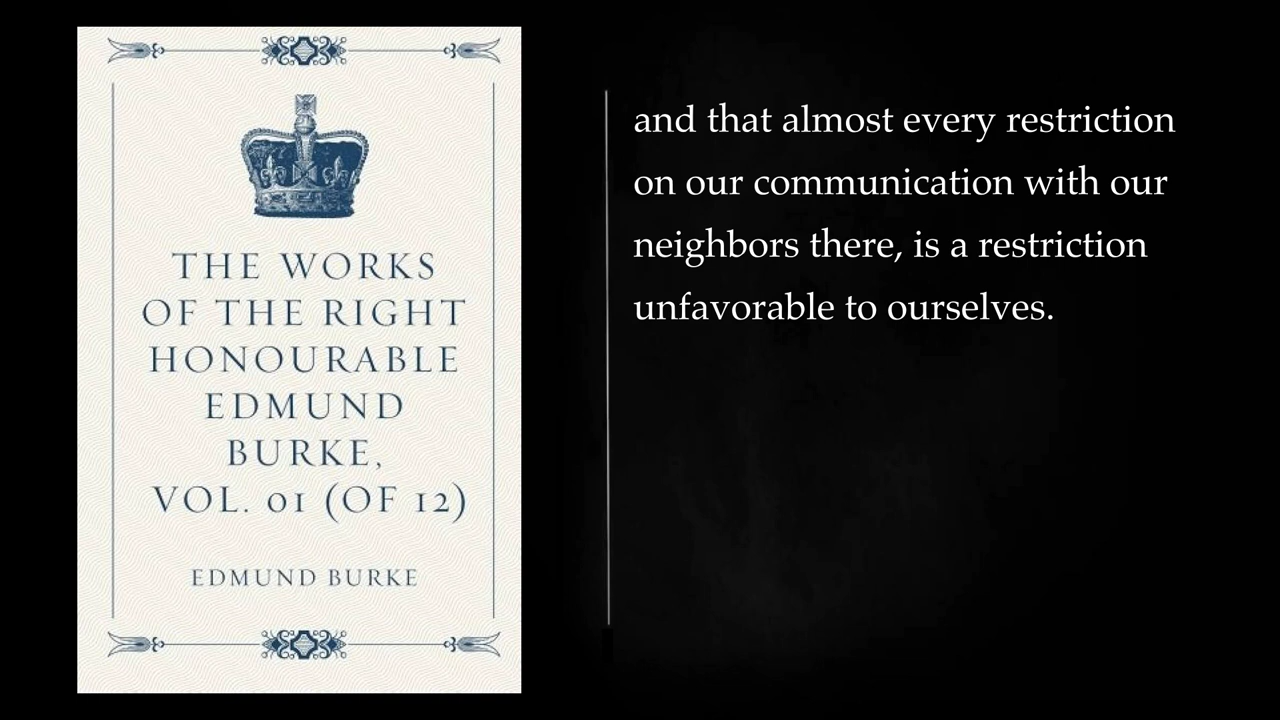 THE WORKS
OF THE RIGHT
HONOURABLE
EDMUND
BURKE,
VOL. 01 (OF 12)
EDMUND BURKE
and that almost every restriction
on our communication with our
neighbors there, is a restriction
unfavorable to ourselves.